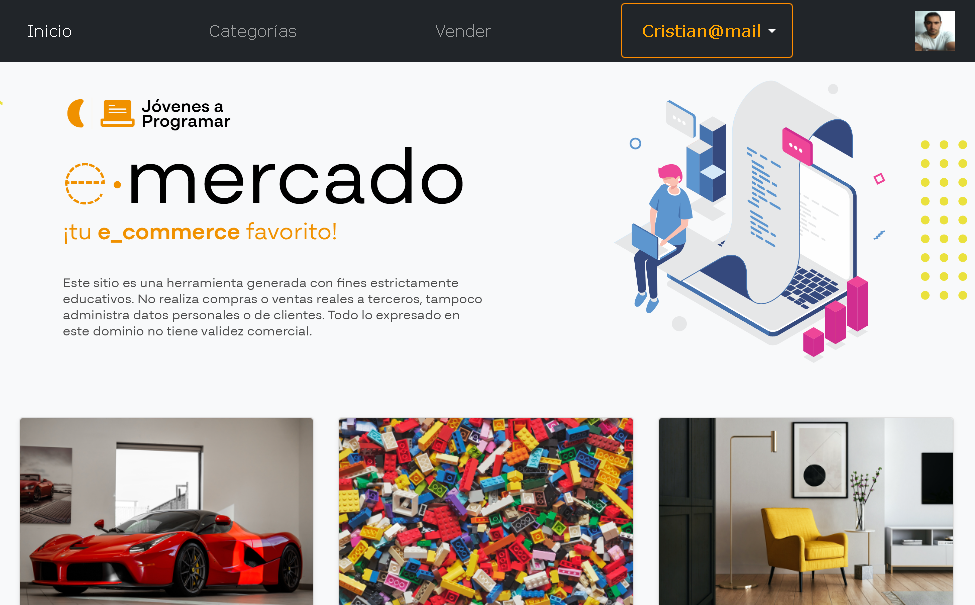 Inicio
Categorías
Vender
Cristian@mail
Jóvenes a
Programar
e·mercado
¡tu e_commerce favorito!
Este sitio es una herramienta generada con fines estrictamente
educativos. No realiza compras o ventas reales a terceros, tampoco
administra datos personales o de clientes. Todo lo expresado en
este dominio no tiene validez comercial.